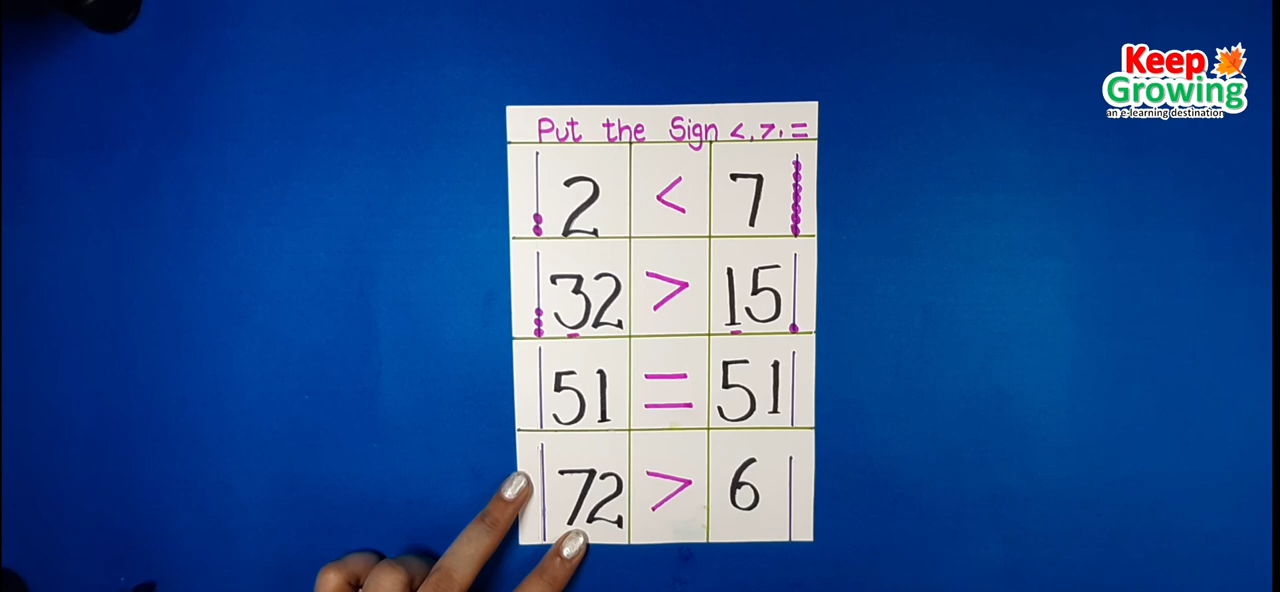 Keep
Growing
an e-learning destination
Put the Sign <, >, =
2 < 7
32 > 15
51 = 51
72 > 6